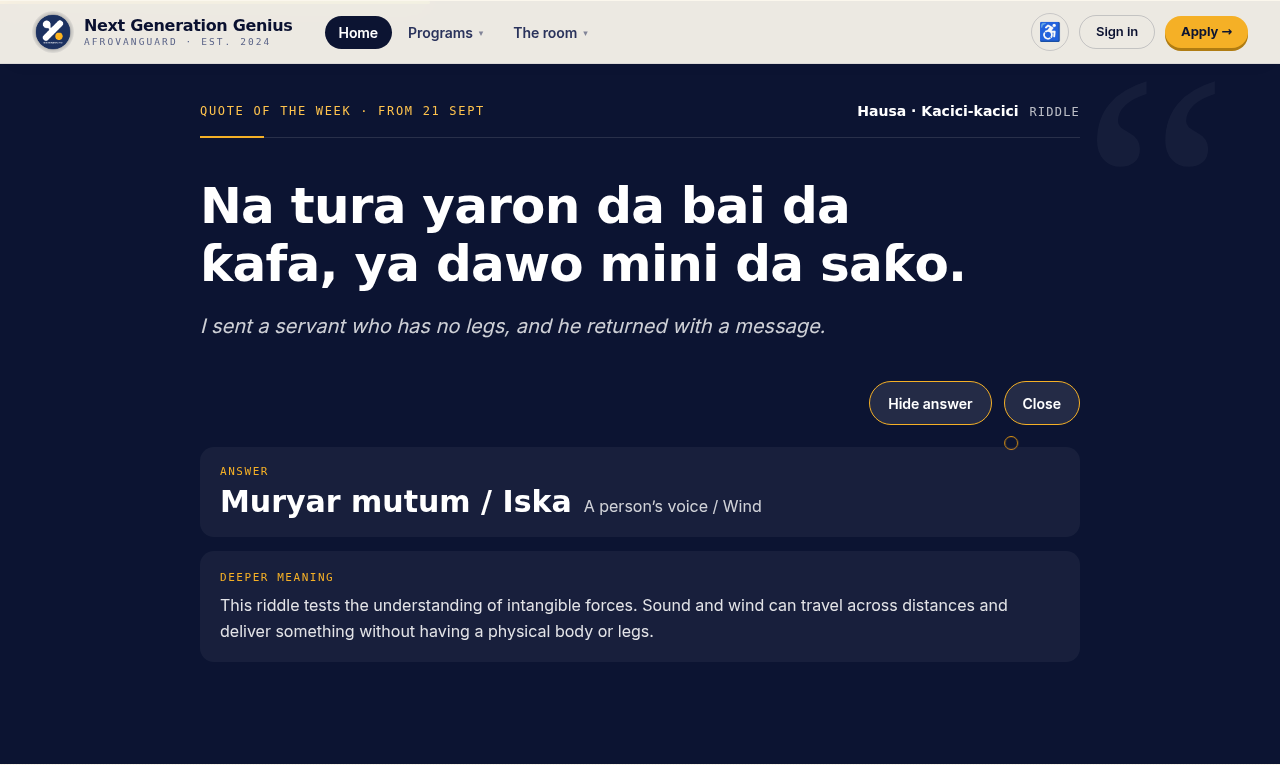 Next Generation Genius
AFROVANGUARD · EST. 2024
Home
Programs ▾
The room ▾
Sign in
Apply →
QUOTE OF THE WEEK · FROM 21 SEPT
Hausa · Kacici-kacici RIDDLE
Na tura yaron da bai da
ƙafa, ya dawo mini da saƙo.
I sent a servant who has no legs, and he returned with a message.
Hide answer
Close
ANSWER
Muryar mutum / Iska A person’s voice / Wind
DEEPER MEANING
This riddle tests the understanding of intangible forces. Sound and wind can travel across distances and
deliver something without having a physical body or legs.